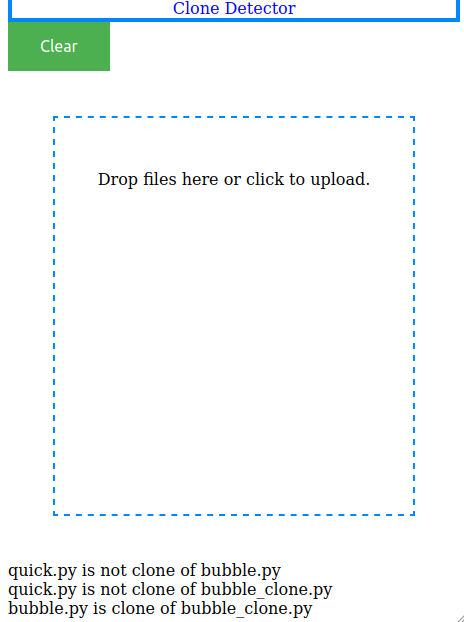 Clone Detector
Clear
Drop files here or click to upload.
quick.py is not clone of bubble.py
quick.py is not clone of bubble_clone.py
bubble.py is clone of bubble_clone.py